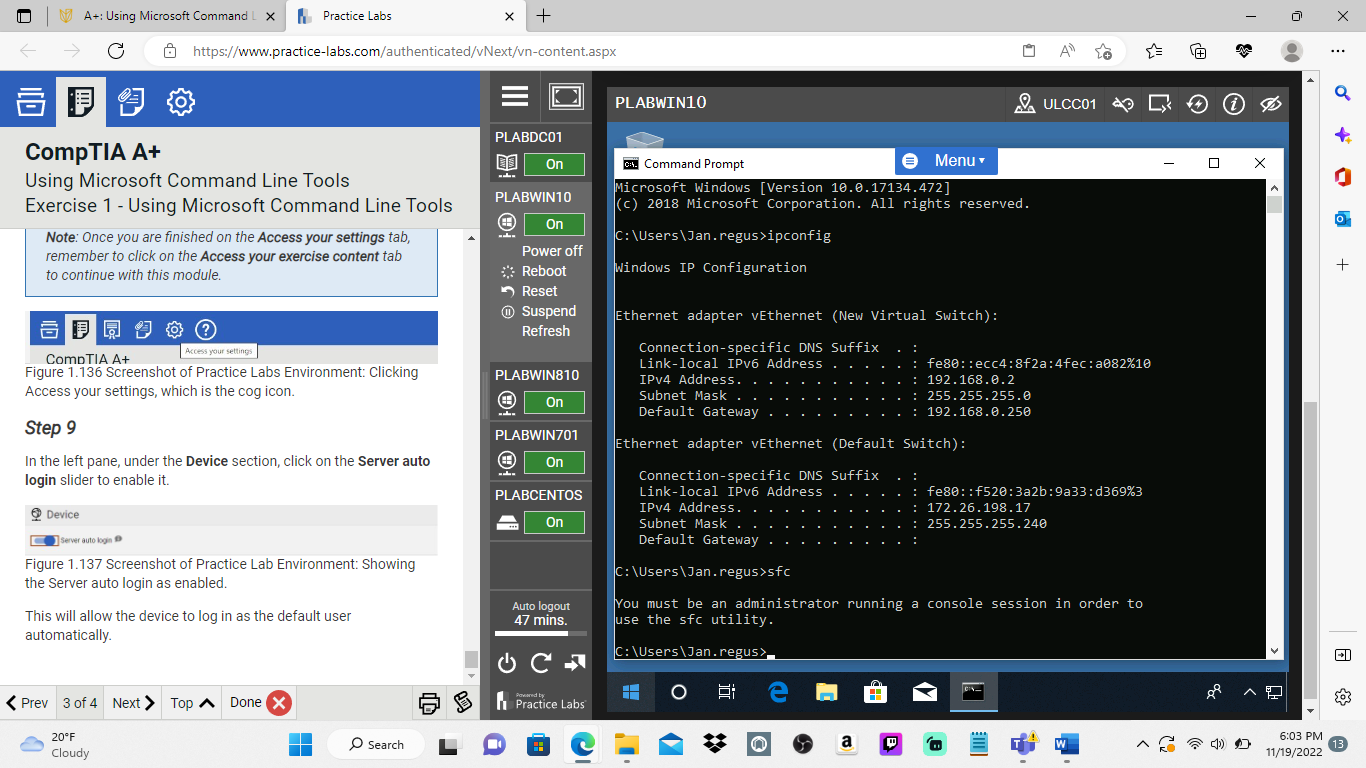 A+: Using Microsoft Command L
Practice Labs
https://www.practice-labs.com/authenticated/vNext/vn-content.aspx
CompTIA A+
Using Microsoft Command Line Tools
Exercise 1 - Using Microsoft Command Line Tools
Note: Once you are finished on the Access your settings tab,
remember to click on the Access your exercise content tab
to continue with this module.
CompTIA A+
Access your settings
Figure 1.136 Screenshot of Practice Labs Environment: Clicking
Access your settings, which is the cog icon.
Step 9
In the left pane, under the Device section, click on the Server auto
login slider to enable it.
Device
Server auto login
Figure 1.137 Screenshot of Practice Lab Environment: Showing
the Server auto login as enabled.
This will allow the device to log in as the default user
automatically.
Prev
3 of 4
Next
Top
Done
PLABDC01
On
PLABWIN10
On
Power off
Reboot
Reset
Suspend
Refresh
PLABWIN810
On
PLABWIN701
On
PLABCENTOS
On
Auto logout
47 mins.
Powered by
Practice Labs
PLABWIN10
ULCC01
Command Prompt
Menu
Microsoft Windows [Version 10.0.17134.472]
(c) 2018 Microsoft Corporation. All rights reserved.
C:\Users\Jan.regus>ipconfig
Windows IP Configuration
Ethernet adapter vEthernet (New Virtual Switch):
Connection-specific DNS Suffix  . :
Link-local IPv6 Address . . . . . : fe80::ecc4:8f2a:4fec:a082%10
IPv4 Address. . . . . . . . . . . : 192.168.0.2
Subnet Mask . . . . . . . . . . . : 255.255.255.0
Default Gateway . . . . . . . . . : 192.168.0.250
Ethernet adapter vEthernet (Default Switch):
Connection-specific DNS Suffix  . :
Link-local IPv6 Address . . . . . : fe80::f520:3a2b:9a33:d369%3
IPv4 Address. . . . . . . . . . . : 172.26.198.17
Subnet Mask . . . . . . . . . . . : 255.255.255.240
Default Gateway . . . . . . . . . :
C:\Users\Jan.regus>sfc
You must be an administrator running a console session in order to
use the sfc utility.
C:\Users\Jan.regus>
20°F
Cloudy
Search
6:03 PM
11/19/2022
13